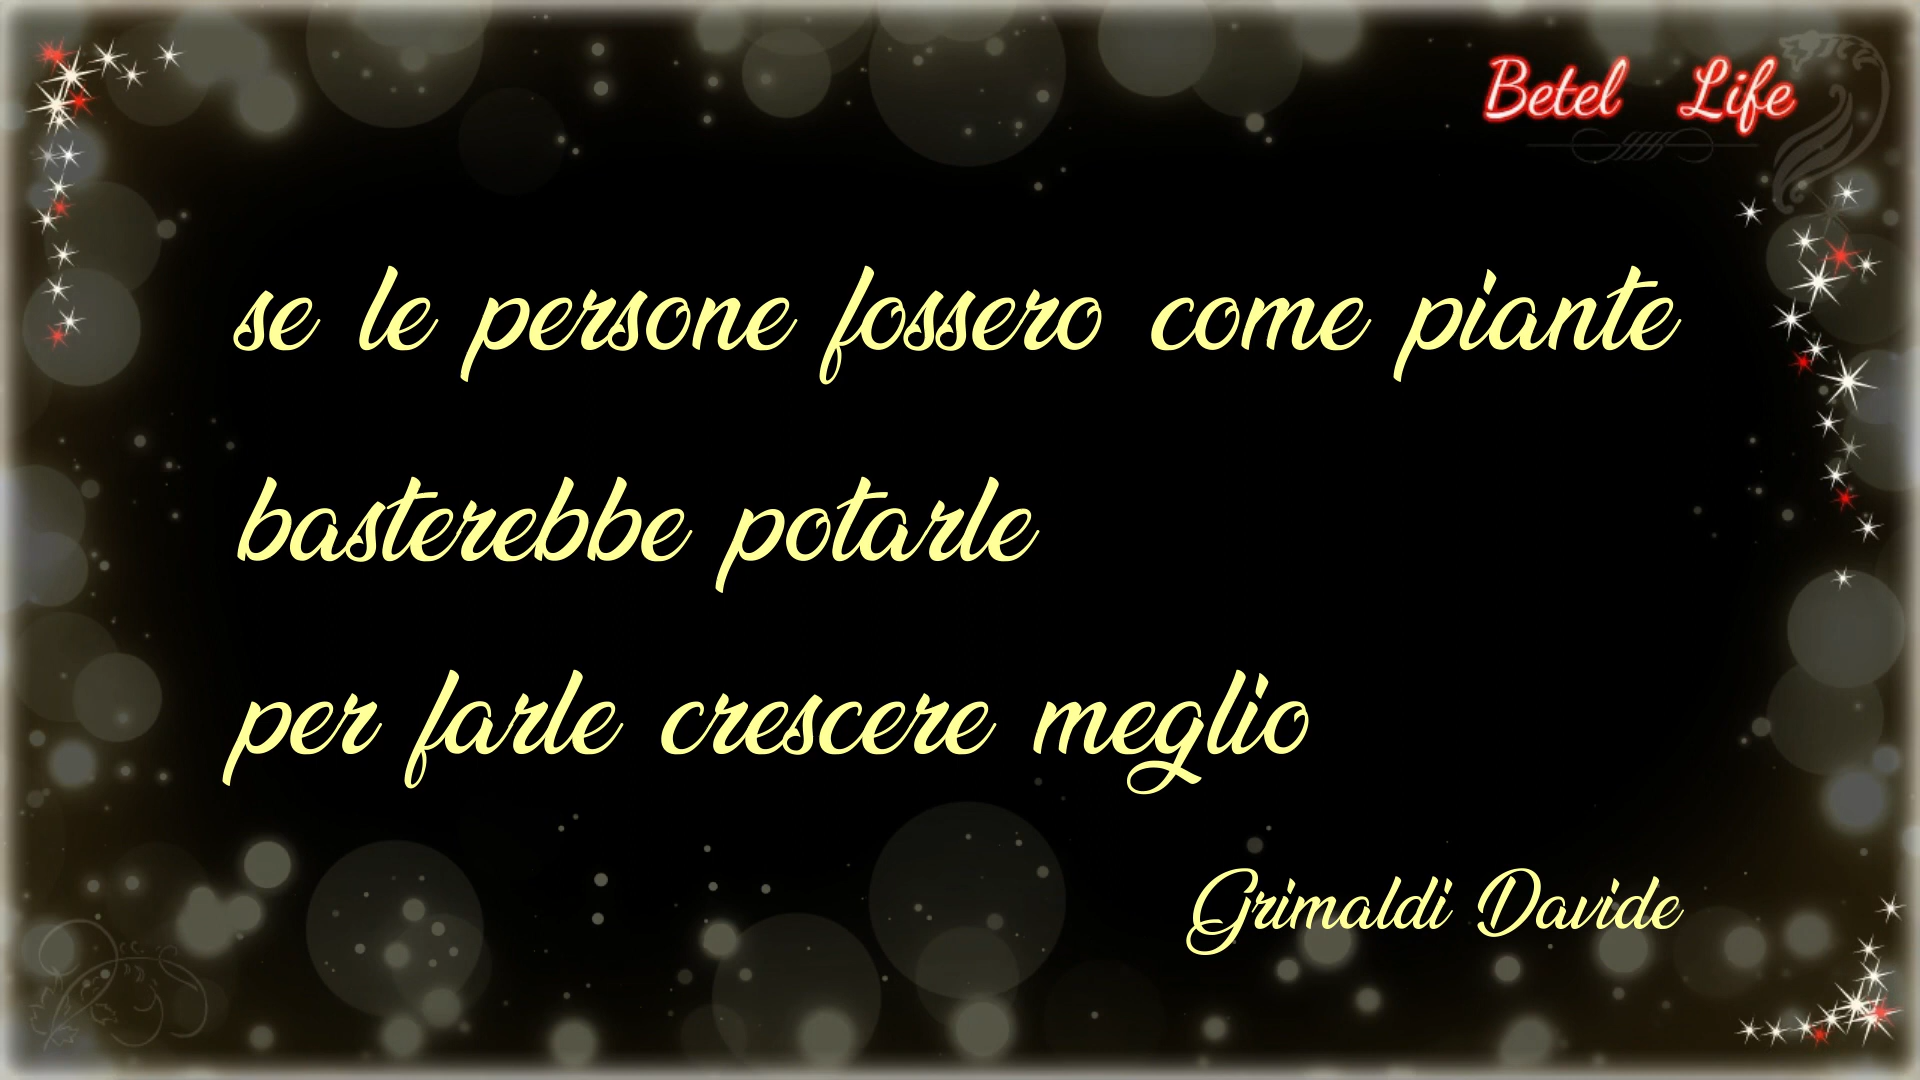 Betel Life
se le persone fossero come piante
basterebbe potarle
per farle crescere meglio
Grimaldi Davide